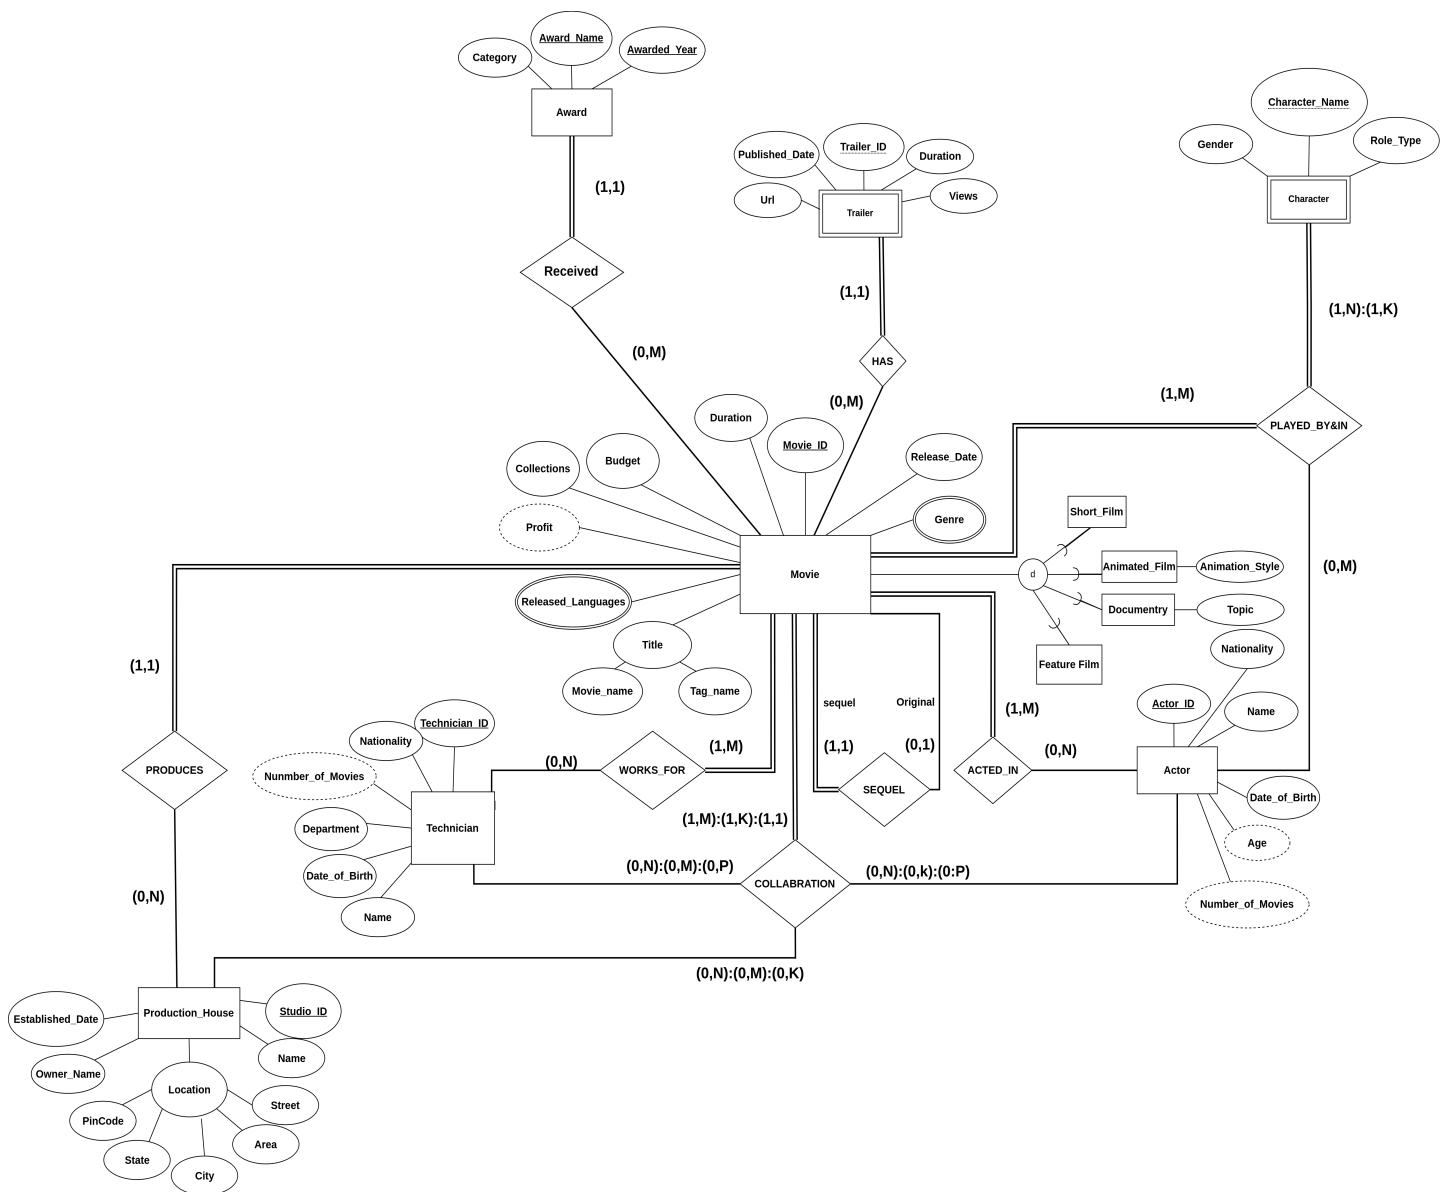 Award_Name
Category
Awarded_Year
Award
(1,1)
Received
(0,M)
Published_Date
Trailer_ID
Duration
Url
Views
Trailer
(1,1)
HAS
(0,M)
Character_Name
Gender
Role_Type
Character
(1,N):(1,K)
(1,M)
PLAYED_BY&IN
(0,M)
Duration
Movie_ID
Release_Date
Collections
Budget
Profit
Genre
Movie
Released_Languages
Title
Movie_name
Tag_name
d
Short_Film
Animated_Film
Animation_Style
Documentry
Topic
Feature Film
Nationality
Actor_ID
Name
Actor
Date_of_Birth
Age
Number_of_Movies
(1,M)
(0,N)
ACTED_IN
sequel
Original
(1,1)
(0,1)
SEQUEL
(1,1)
PRODUCES
(0,N)
Technician_ID
Nationality
Nunmber_of_Movies
Department
Technician
Date_of_Birth
Name
(0,N)
WORKS_FOR
(1,M)
(1,M):(1,K):(1,1)
(0,N):(0,M):(0,P)
COLLABRATION
(0,N):(0,k):(0:P)
(0,N):(0,M):(0,K)
Established_Date
Production_House
Studio_ID
Owner_Name
Name
Location
PinCode
Street
State
Area
City